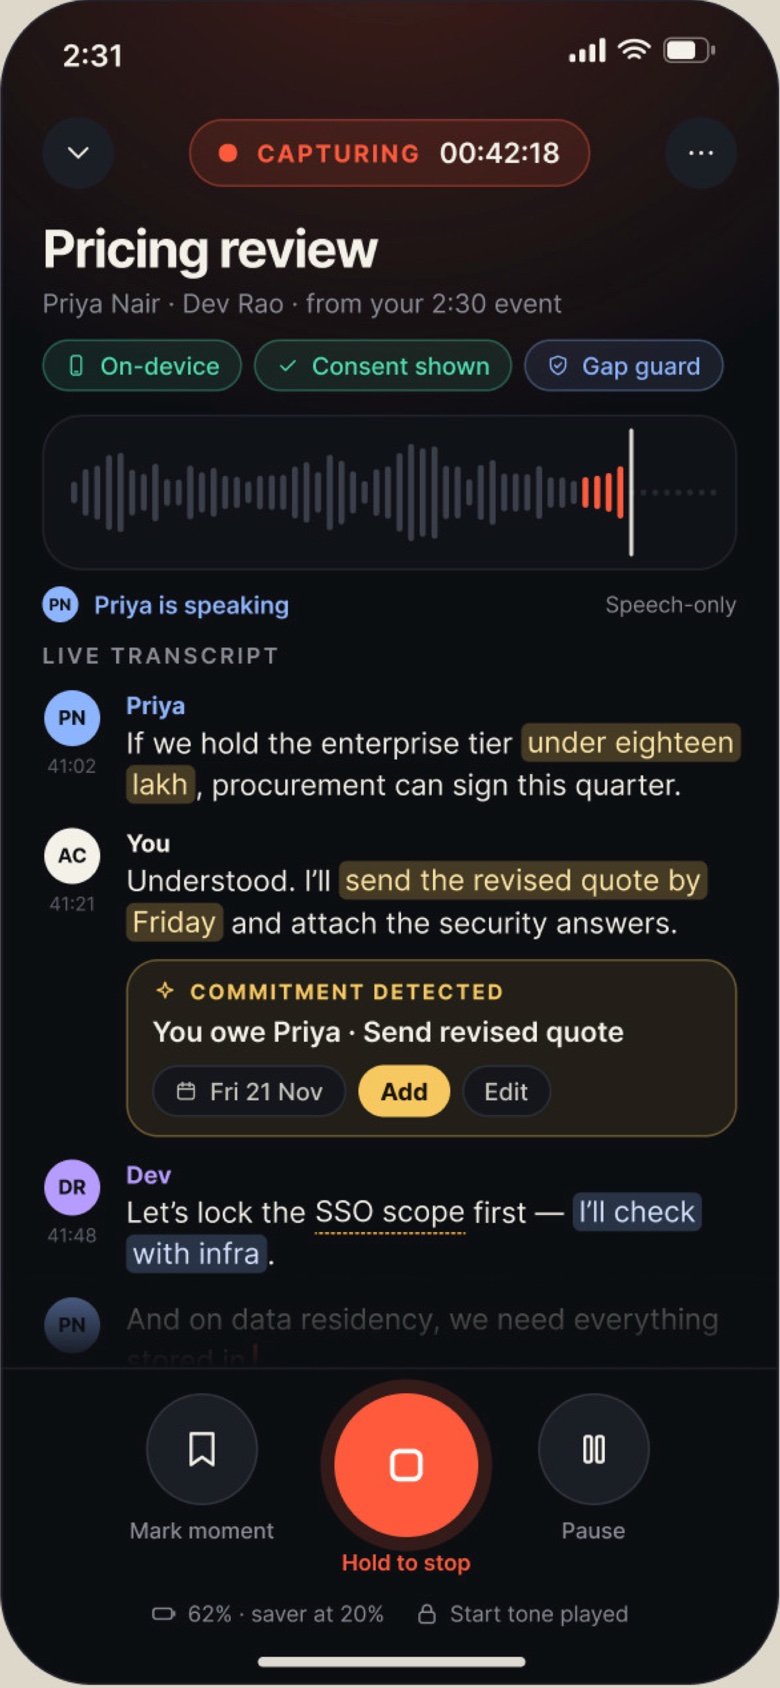 2:31
CAPTURING 00:42:18
Pricing review
Priya Nair · Dev Rao · from your 2:30 event
On-device
Consent shown
Gap guard
PN Priya is speaking
Speech-only
LIVE TRANSCRIPT
PN
41:02
Priya
If we hold the enterprise tier under eighteen
lakh, procurement can sign this quarter.
AC
41:21
You
Understood. I’ll send the revised quote by
Friday and attach the security answers.
COMMITMENT DETECTED
You owe Priya · Send revised quote
Fri 21 Nov
Add
Edit
DR
41:48
Dev
Let’s lock the SSO scope first — I’ll check
with infra.
PN
And on data residency, we need everything
stored in
Mark moment
Hold to stop
Pause
62% · saver at 20%
Start tone played